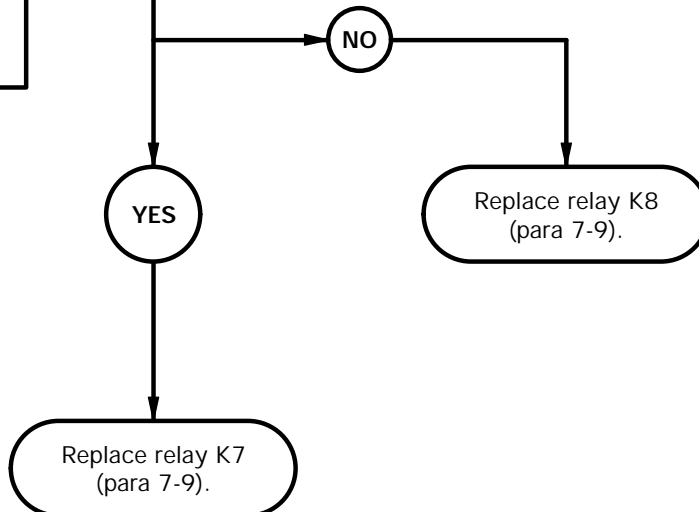 NO
YES
Replace relay K8
(para 7-9).
Replace relay K7
(para 7-9).